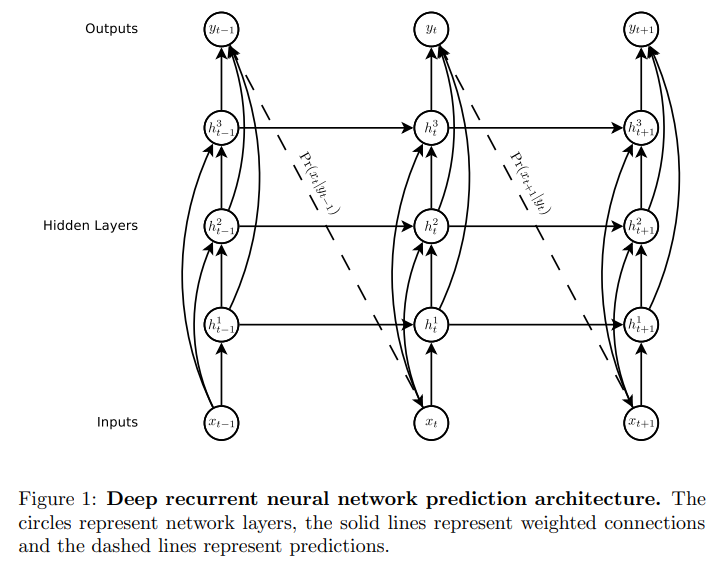 Outputs
y_{t−1} y_t y_{t+1}
h^3_{t−1} h^3_t h^3_{t+1}
Pr(x_t|y_{t−1}) Pr(x_{t+1}|y_t)
Hidden Layers
h^2_{t−1} h^2_t h^2_{t+1}
h^1_{t−1} h^1_t h^1_{t+1}
Inputs
x_{t−1} x_t x_{t+1}
Figure 1: Deep recurrent neural network prediction architecture. The
circles represent network layers, the solid lines represent weighted connections
and the dashed lines represent predictions.